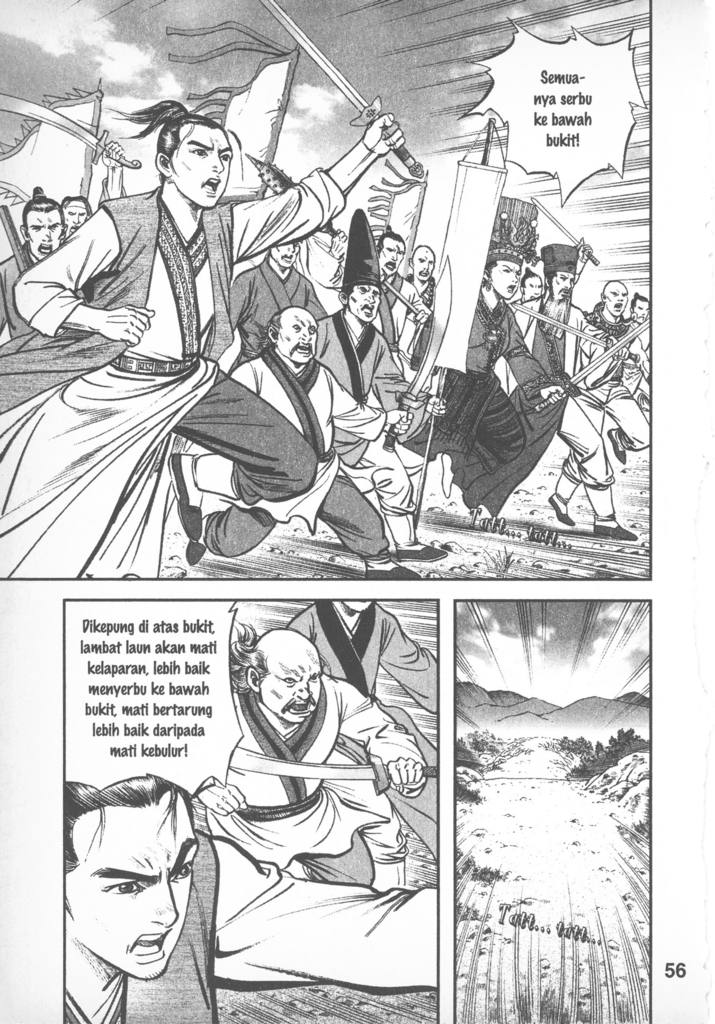 Semua-
nya serbu
ke bawah
bukit!
Tatt... tatt...
Dikepung di atas bukit,
lambat laun akan mati
kelaparan, lebih baik
menyerbu ke bawah
bukit, mati bertarung
lebih baik daripada
mati kebulur!
Tatt... tatt...
56